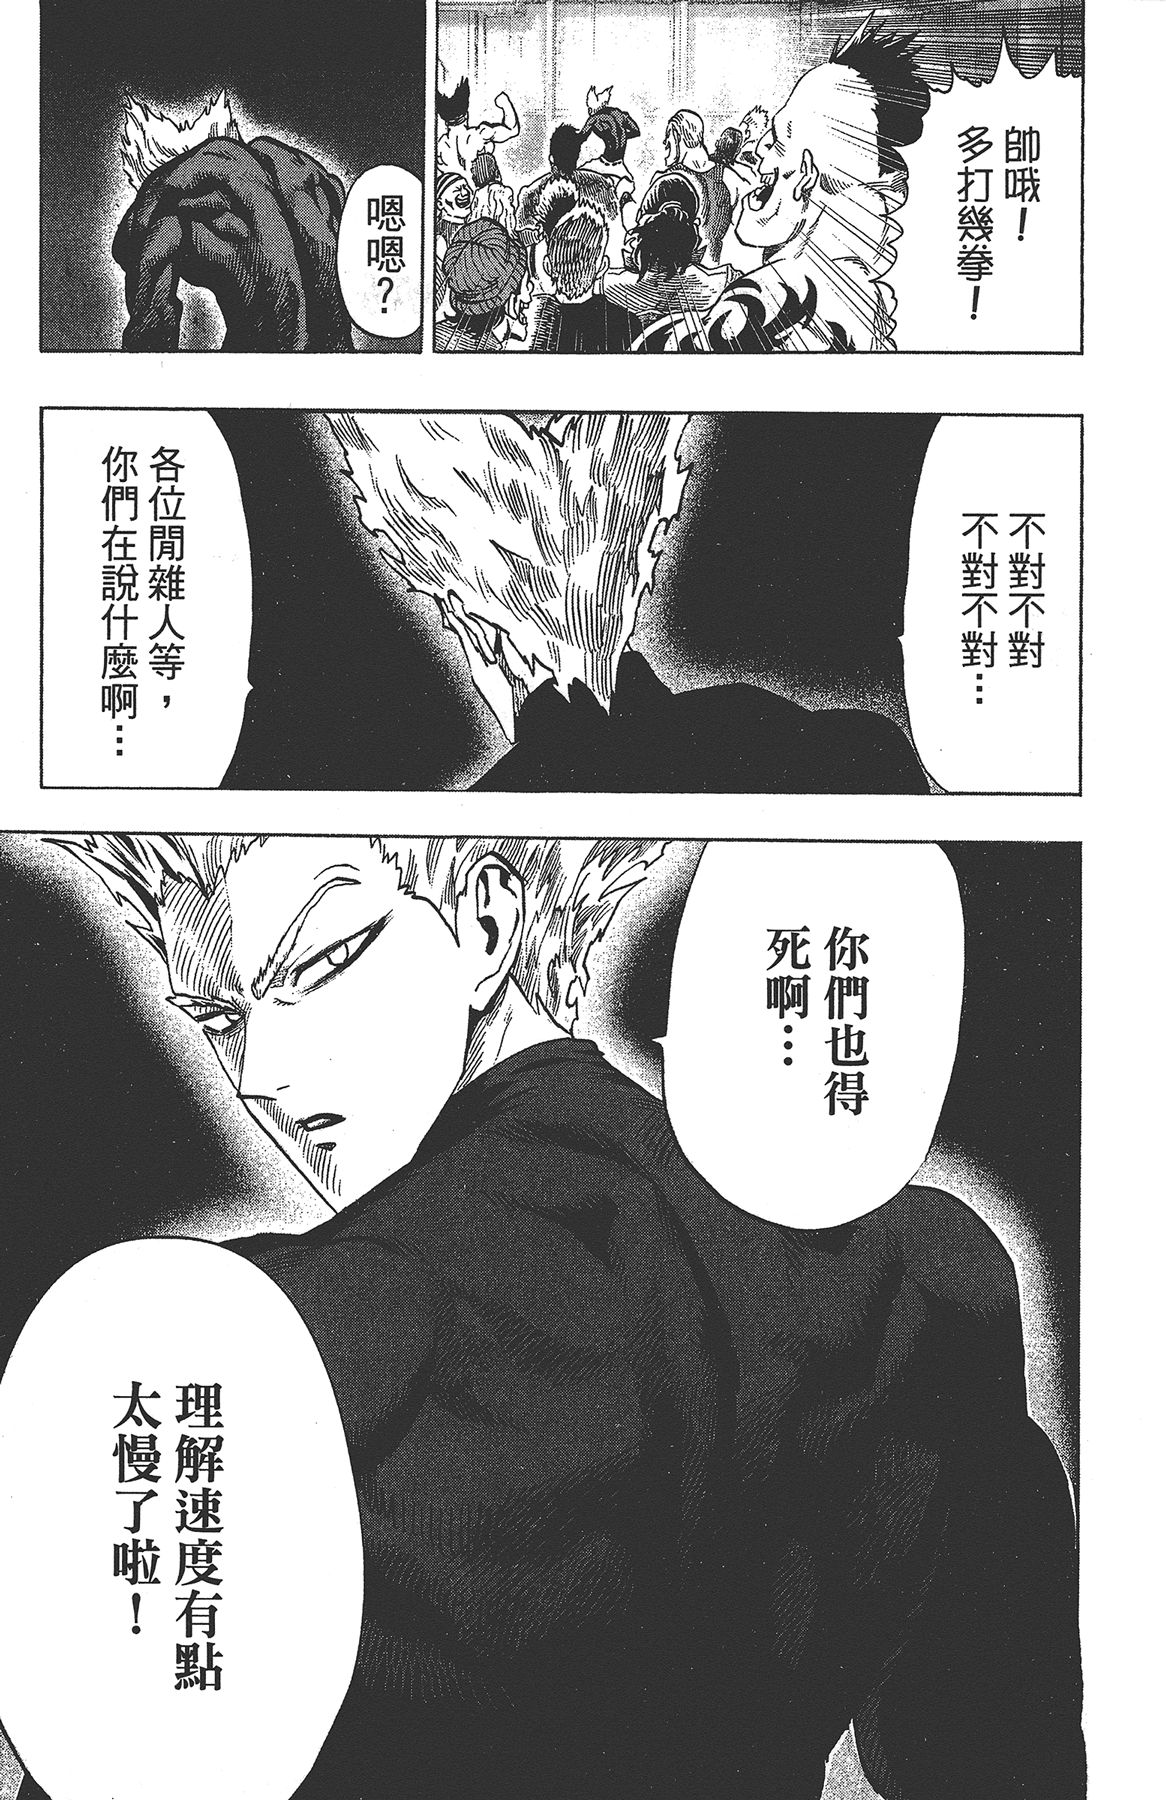 帥哦！
多打幾拳！
嗯嗯？
不對不對
不對不對…
各位閒雜人等，
你們在說什麼啊…
你們也得
死啊…
理解速度有點
太慢了啦！